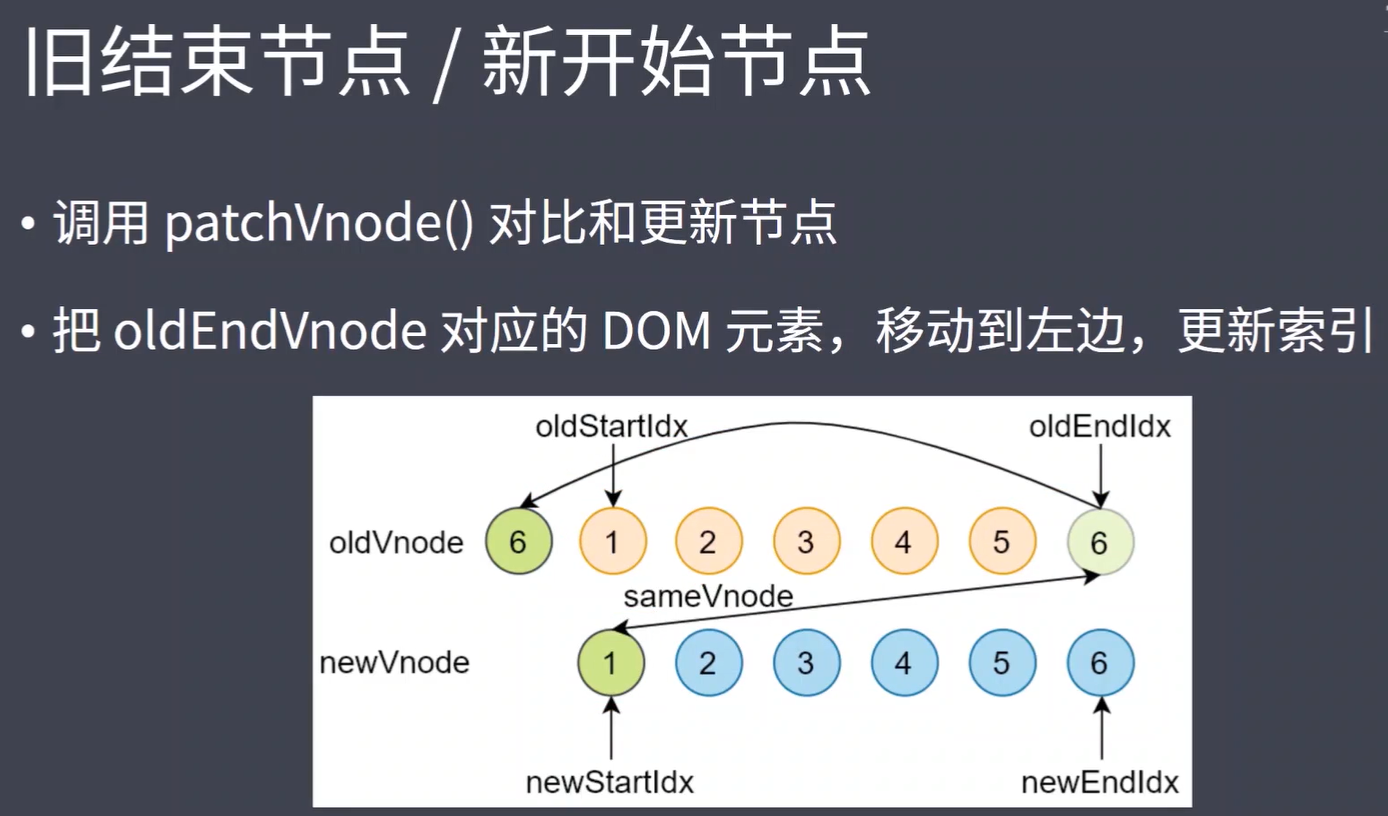 旧结束节点 / 新开始节点
• 调用 patchVnode() 对比和更新节点
• 把 oldEndVnode 对应的 DOM 元素，移动到左边，更新索引
oldStartIdx oldEndIdx
oldVnode 6 1 2 3 4 5 6
sameVnode
newVnode 1 2 3 4 5 6
newStartIdx newEndIdx